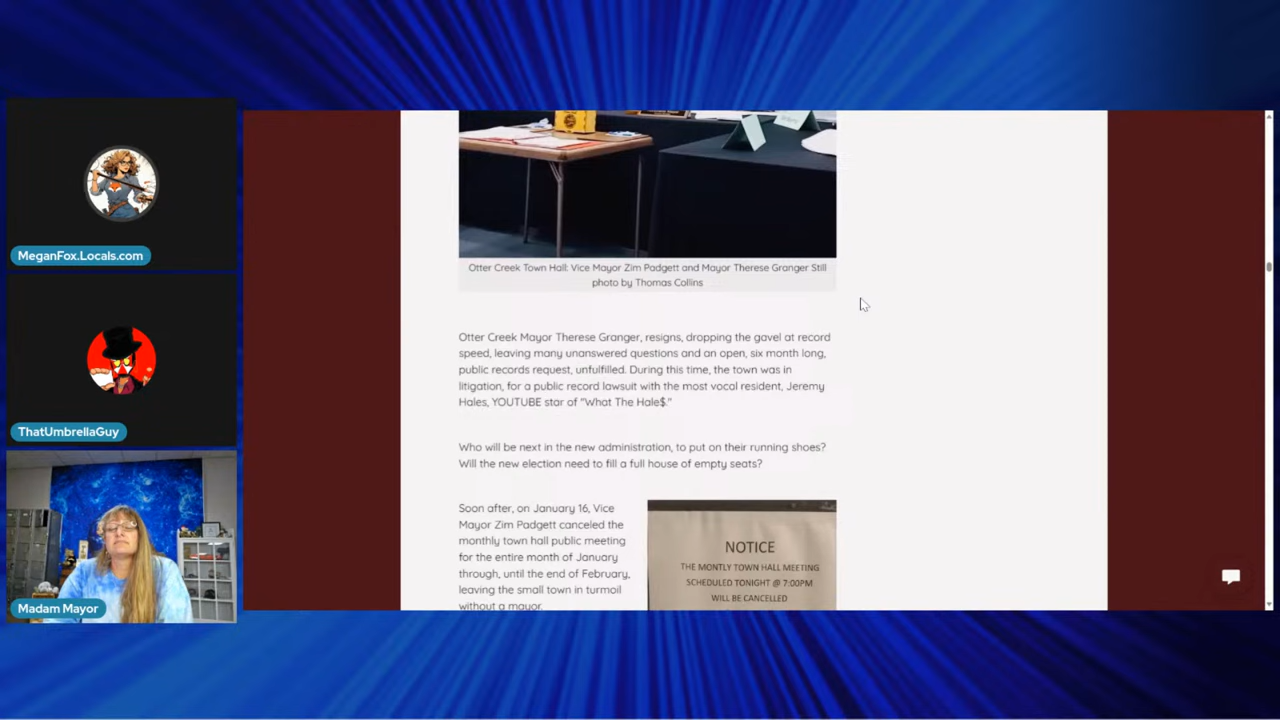 MeganFox.Locals.com
ThatUmbrellaGuy
Madam Mayor
Otter Creek Town Hall: Vice Mayor Zim Padgett and Mayor Therese Granger Still
photo by Thomas Collins
Otter Creek Mayor Therese Granger, resigns, dropping the gavel at record
speed, leaving many unanswered questions and an open, six month long,
public records request, unfulfilled. During this time, the town was in
litigation, for a public record lawsuit with the most vocal resident, Jeremy
Hales, YOUTUBE star of "What The Hale$."
Who will be next in the new administration, to put on their running shoes?
Will the new election need to fill a full house of empty seats?
Soon after, on January 16, Vice
Mayor Zim Padgett canceled the
monthly town hall public meeting
for the entire month of January
through, until the end of February,
leaving the small town in turmoil
without a mayor.
NOTICE
THE MONTLY TOWN HALL MEETING
SCHEDULED TONIGHT @ 7:00PM
WILL BE CANCELLED